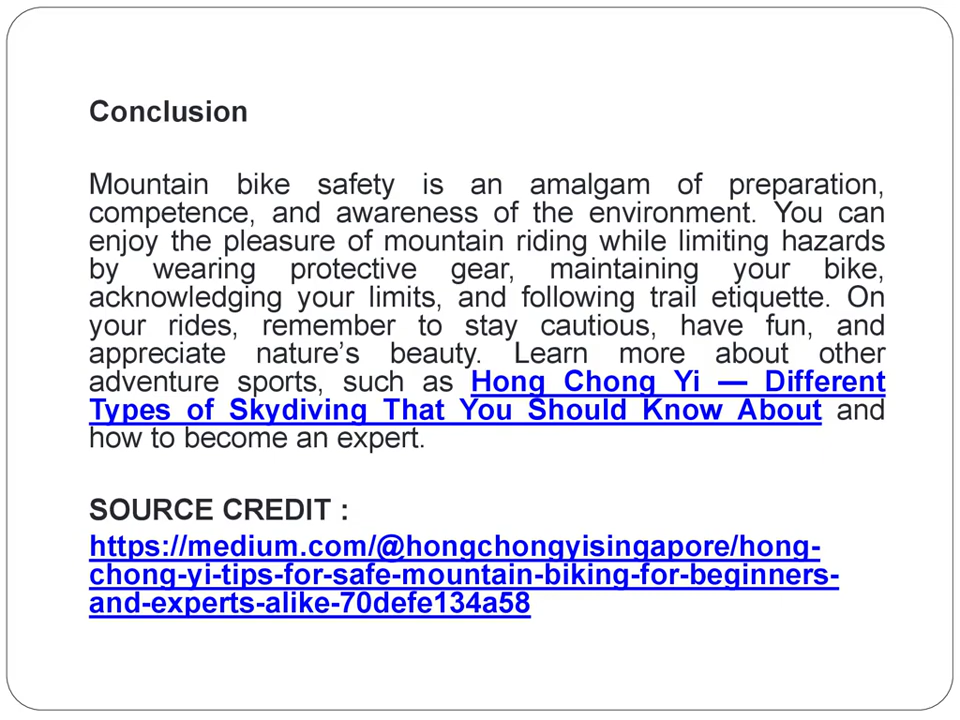 Conclusion
Mountain bike safety is an amalgam of preparation,
competence, and awareness of the environment. You can
enjoy the pleasure of mountain riding while limiting hazards
by wearing protective gear, maintaining your bike,
acknowledging your limits, and following trail etiquette. On
your rides, remember to stay cautious, have fun, and
appreciate nature’s beauty. Learn more about other
adventure sports, such as Hong Chong Yi — Different
Types of Skydiving That You Should Know About and
how to become an expert.
SOURCE CREDIT :
https://medium.com/@hongchongyisingapore/hong-
chong-yi-tips-for-safe-mountain-biking-for-beginners-
and-experts-alike-70defe134a58